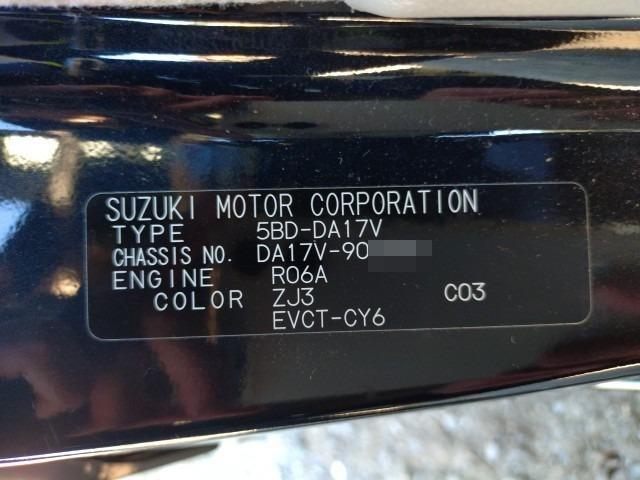 SUZUKI MOTOR CORPORATION
TYPE 5BD-DA17V
CHASSIS NO. DA17V-90
ENGINE R06A
COLOR ZJ3 C03
EVCT-CY6